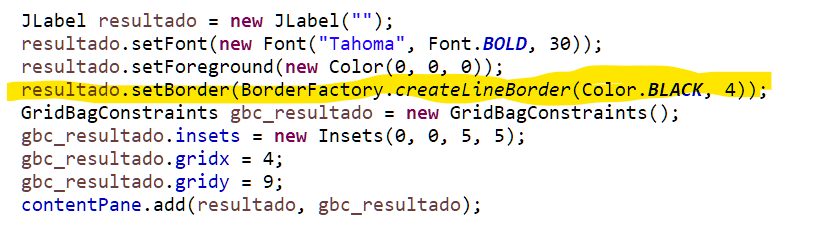 JLabel resultado = new JLabel("");
resultado.setFont(new Font("Tahoma", Font.BOLD, 30));
resultado.setForeground(new Color(0, 0, 0));
resultado.setBorder(BorderFactory.createLineBorder(Color.BLACK, 4));
GridBagConstraints gbc_resultado = new GridBagConstraints();
gbc_resultado.insets = new Insets(0, 0, 5, 5);
gbc_resultado.gridx = 4;
gbc_resultado.gridy = 9;
contentPane.add(resultado, gbc_resultado);